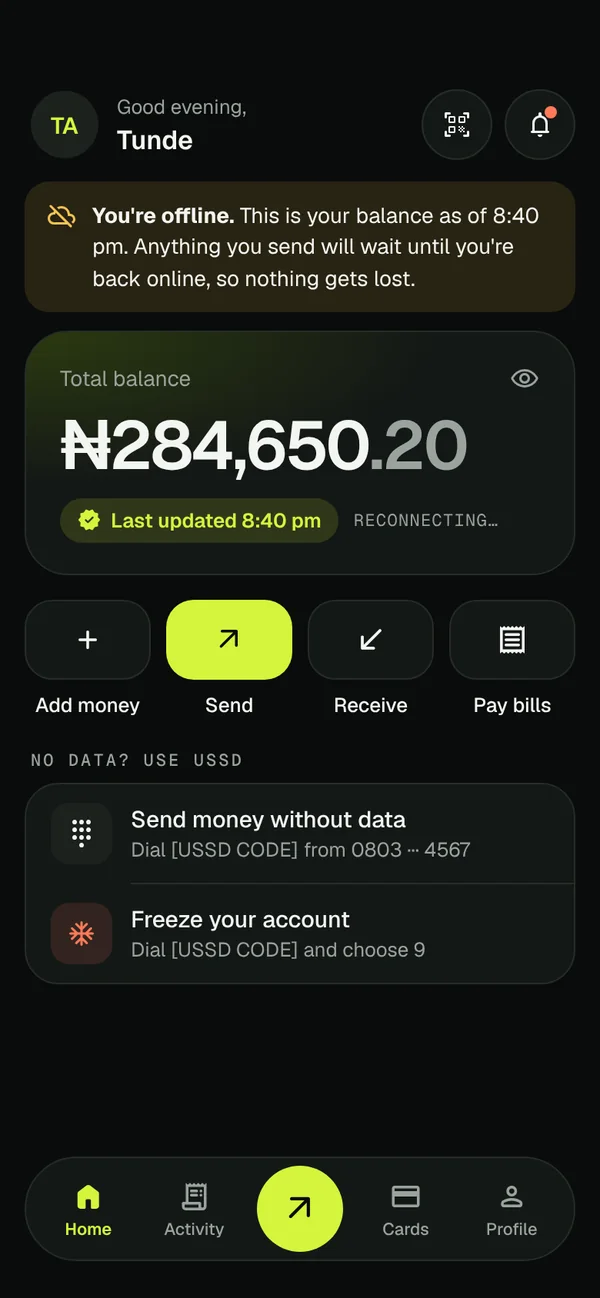 TA
Good evening,
Tunde
You're offline. This is your balance as of 8:40
pm. Anything you send will wait until you're
back online, so nothing gets lost.
Total balance
₦284,650.20
Last updated 8:40 pm
RECONNECTING…
Add money
Send
Receive
Pay bills
NO DATA? USE USSD
Send money without data
Dial [USSD CODE] from 0803 ··· 4567
Freeze your account
Dial [USSD CODE] and choose 9
Home
Activity
Cards
Profile